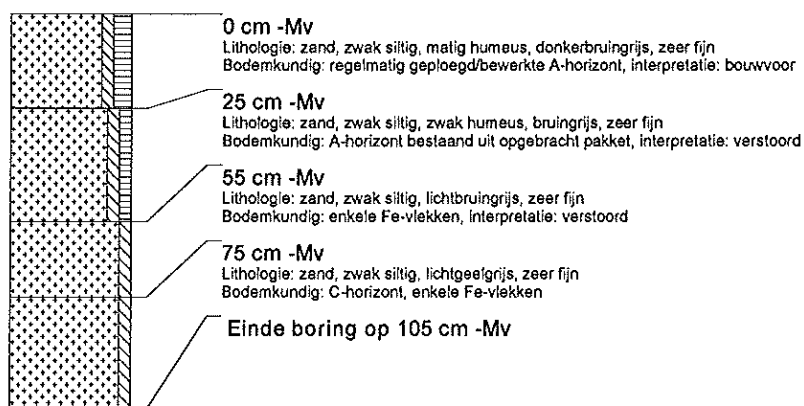 0 cm -Mv
Lithologie: zand, zwak siltig, matig humeus, donkerbruingrijs, zeer fijn
Bodemkundig: regelmatig geploegd/bewerkte A-horizont, interpretatie: bouwvoor
25 cm -Mv
Lithologie: zand, zwak siltig, zwak humeus, bruingrijs, zeer fijn
Bodemkundig: A-horizont bestaand uit opgebracht pakket, interpretatie: verstoord
55 cm -Mv
Lithologie: zand, zwak siltig, lichtbruingrijs, zeer fijn
Bodemkundig: enkele Fe-vlekken, interpretatie: verstoord
75 cm -Mv
Lithologie: zand, zwak siltig, lichtgeelgrijs, zeer fijn
Bodemkundig: C-horizont, enkele Fe-vlekken
Einde boring op 105 cm -Mv